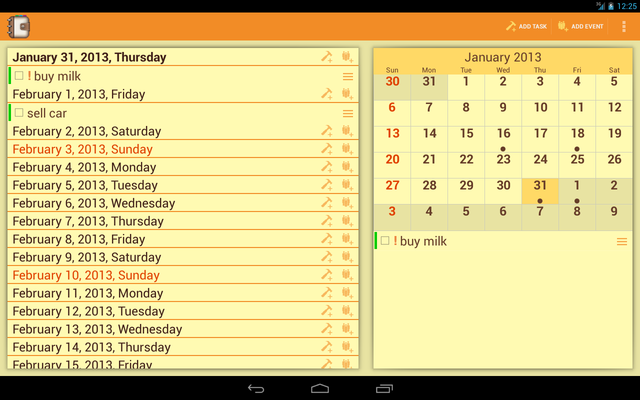 3G 12:25
ADD TASK ADD EVENT
January 31, 2013, Thursday
! buy milk
February 1, 2013, Friday
sell car
February 2, 2013, Saturday
February 3, 2013, Sunday
February 4, 2013, Monday
February 5, 2013, Tuesday
February 6, 2013, Wednesday
February 7, 2013, Thursday
February 8, 2013, Friday
February 9, 2013, Saturday
February 10, 2013, Sunday
February 11, 2013, Monday
February 12, 2013, Tuesday
February 13, 2013, Wednesday
February 14, 2013, Thursday
February 15, 2013, Friday
January 2013
Sun Mon Tue Wed Thu Fri Sat
30 31 1 2 3 4 5
6 7 8 9 10 11 12
13 14 15 16 17 18 19
20 21 22 23 24 25 26
27 28 29 30 31 1 2
3 4 5 6 7 8 9
! buy milk